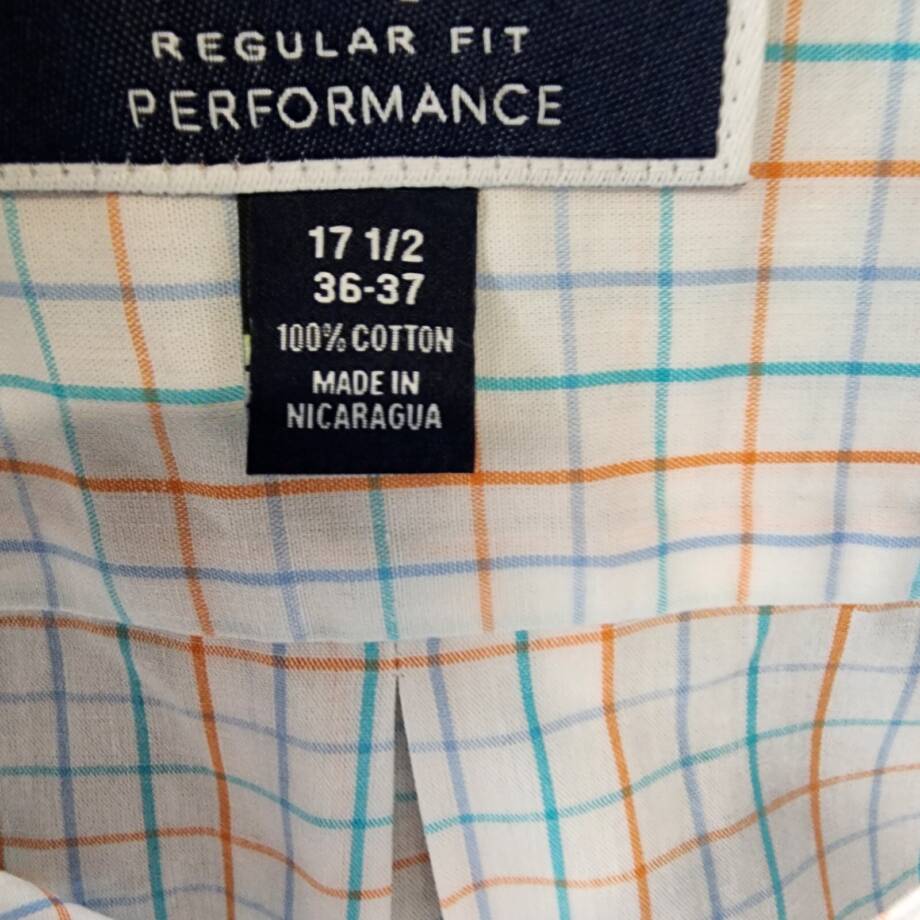 REGULAR FIT
PERFORMANCE
17 1/2
36-37
100% COTTON
MADE IN
NICARAGUA